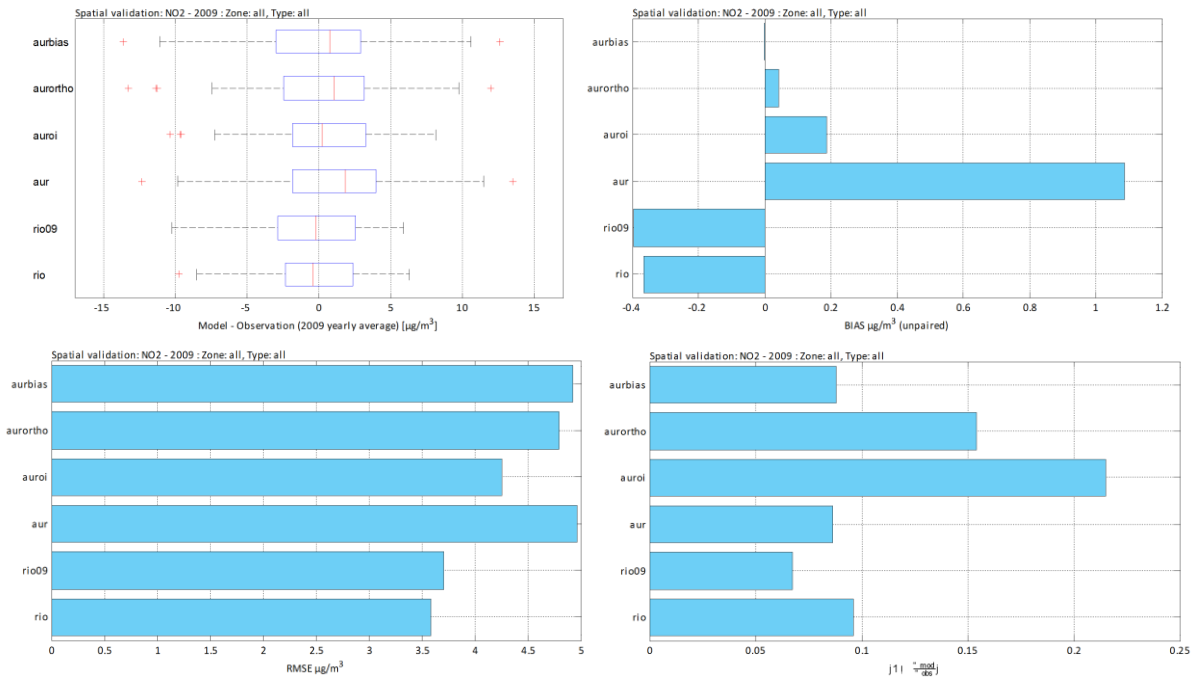 Spatial validation: NO2 - 2009 : Zone: all, Type: all
aurbias
aurortho
auroi
aur
rio09
rio
-15 -10 -5 0 5 10 15
Model - Observation (2009 yearly average) [µg/m³]
Spatial validation: NO2 - 2009 : Zone: all, Type: all
aurbias
aurortho
auroi
aur
rio09
rio
-0.4 -0.2 0 0.2 0.4 0.6 0.8 1 1.2
BIAS µg/m³ (unpaired)
Spatial validation: NO2 - 2009 : Zone: all, Type: all
aurbias
aurortho
auroi
aur
rio09
rio
0 0.5 1 1.5 2 2.5 3 3.5 4 4.5 5
RMSE µg/m³
Spatial validation: NO2 - 2009 : Zone: all, Type: all
aurbias
aurortho
auroi
aur
rio09
rio
0 0.05 0.1 0.15 0.2 0.25
mod
obs